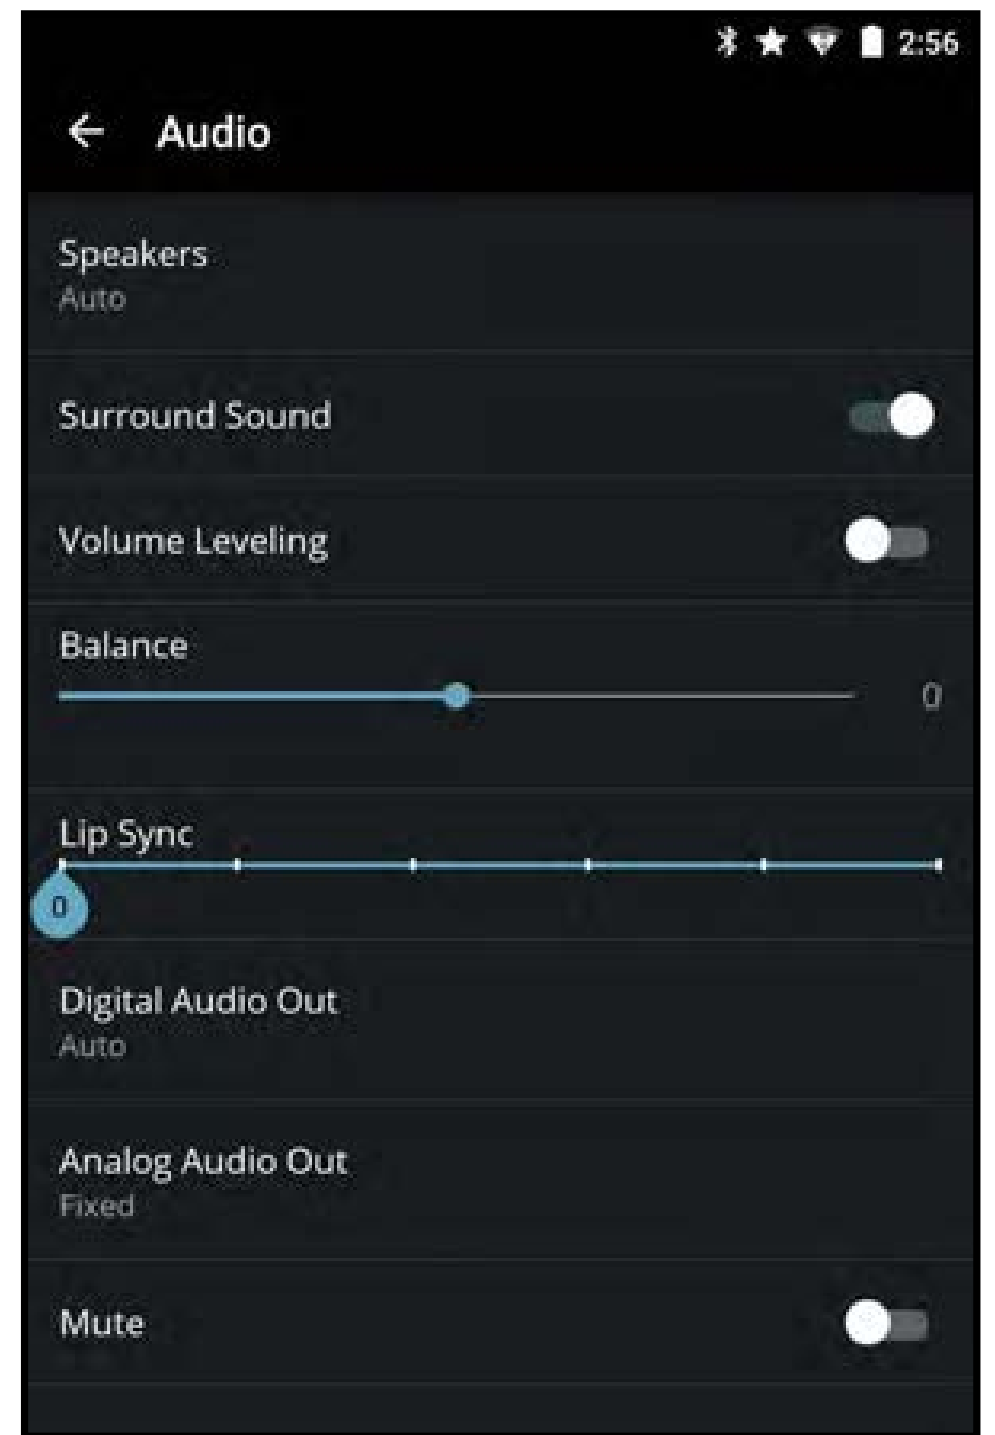 2:56
Audio
Speakers
Auto
Surround Sound
Volume Leveling
Balance
0
Lip Sync
0
Digital Audio Out
Auto
Analog Audio Out
Fixed
Mute